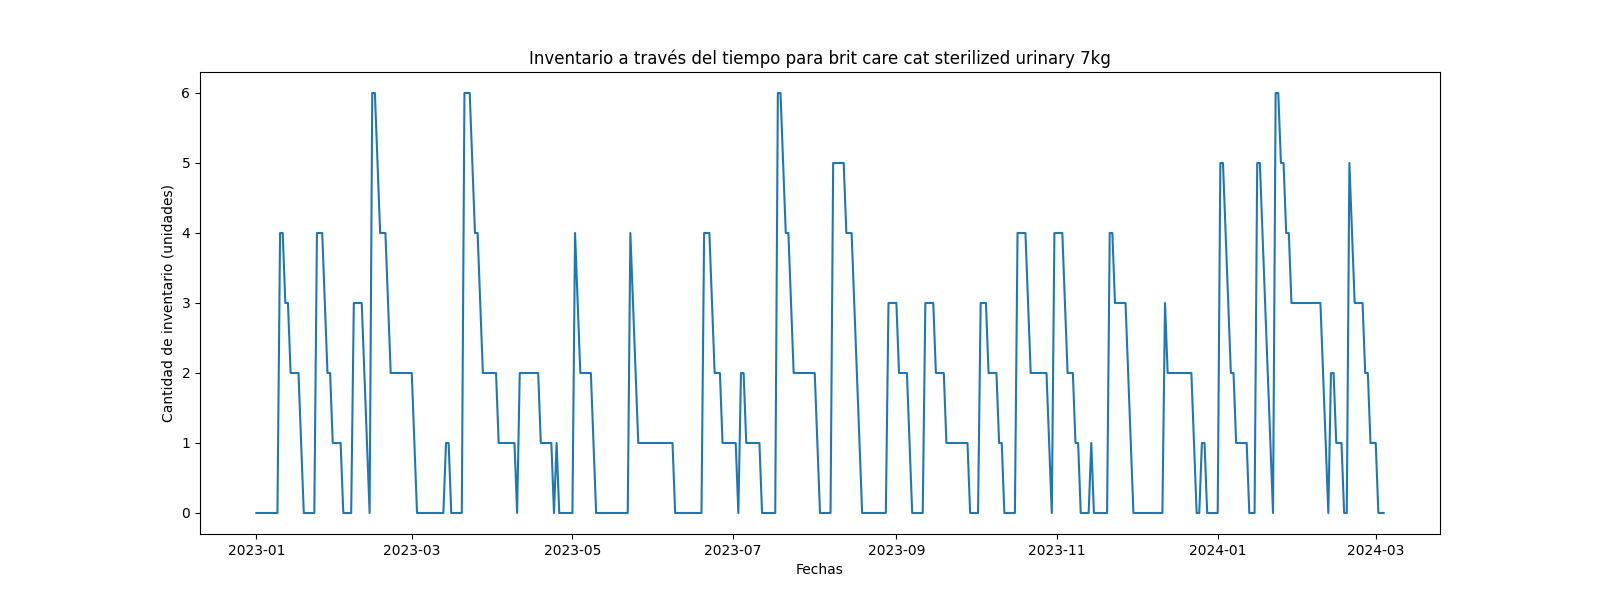 Inventario a través del tiempo para brit care cat sterilized urinary 7kg
Cantidad de inventario (unidades)
6
5
4
3
2
1
0
2023-01 2023-03 2023-05 2023-07 2023-09 2023-11 2024-01 2024-03
Fechas